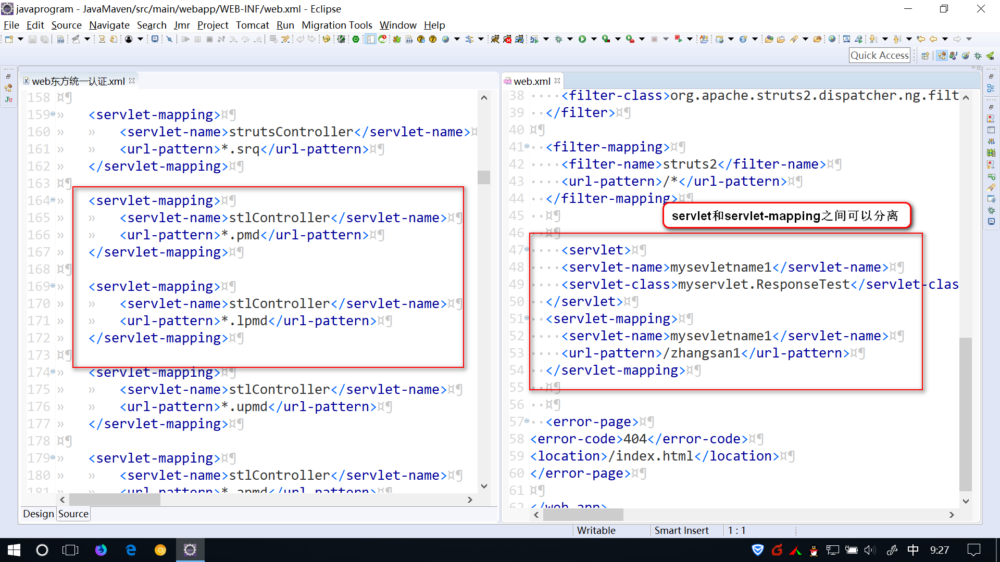 javaprogram - JavaMaven/src/main/webapp/WEB-INF/web.xml - Eclipse
File Edit Source Navigate Search Jmr Project Tomcat Run Migration Tools Window Help
Quick Access
web东方统一认证.xml
158
159 <servlet-mapping>
160 <servlet-name>strutsController</servlet-name>
161 <url-pattern>*.srq</url-pattern>
162 </servlet-mapping>
163
164 <servlet-mapping>
165 <servlet-name>stlController</servlet-name>
166 <url-pattern>*.pmd</url-pattern>
167 </servlet-mapping>
168
169 <servlet-mapping>
170 <servlet-name>stlController</servlet-name>
171 <url-pattern>*.lpmd</url-pattern>
172 </servlet-mapping>
173
174 <servlet-mapping>
175 <servlet-name>stlController</servlet-name>
176 <url-pattern>*.upmd</url-pattern>
177 </servlet-mapping>
178
179 <servlet-mapping>
180 <servlet-name>stlController</servlet-name>
181 <url-pattern>*.apmd</url-pattern>
Design Source
web.xml
38 <filter-class>org.apache.struts2.dispatcher.ng.filt
39 </filter>
40
41 <filter-mapping>
42 <filter-name>struts2</filter-name>
43 <url-pattern>/*</url-pattern>
44 </filter-mapping>
45
servlet和servlet-mapping之间可以分离
46
47 <servlet>
48 <servlet-name>mysevletname1</servlet-name>
49 <servlet-class>myservlet.ResponseTest</servlet-clas
50 </servlet>
51 <servlet-mapping>
52 <servlet-name>mysevletname1</servlet-name>
53 <url-pattern>/zhangsan1</url-pattern>
54 </servlet-mapping>
55
56
57 <error-page>
58 <error-code>404</error-code>
59 <location>/index.html</location>
60 </error-page>
61
62 </web-app>
Writable Smart Insert 1 : 1
中 9:27